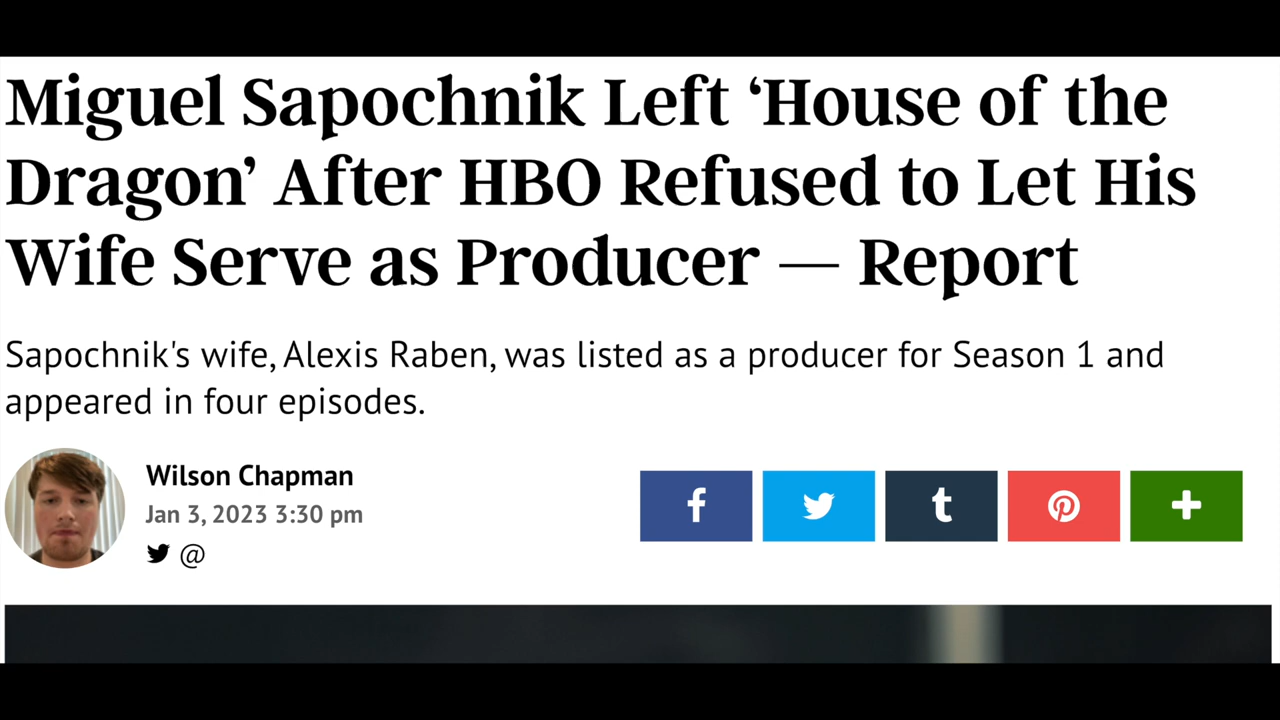 Miguel Sapochnik Left ‘House of the
Dragon’ After HBO Refused to Let His
Wife Serve as Producer — Report
Sapochnik's wife, Alexis Raben, was listed as a producer for Season 1 and
appeared in four episodes.
Wilson Chapman
Jan 3, 2023 3:30 pm
@